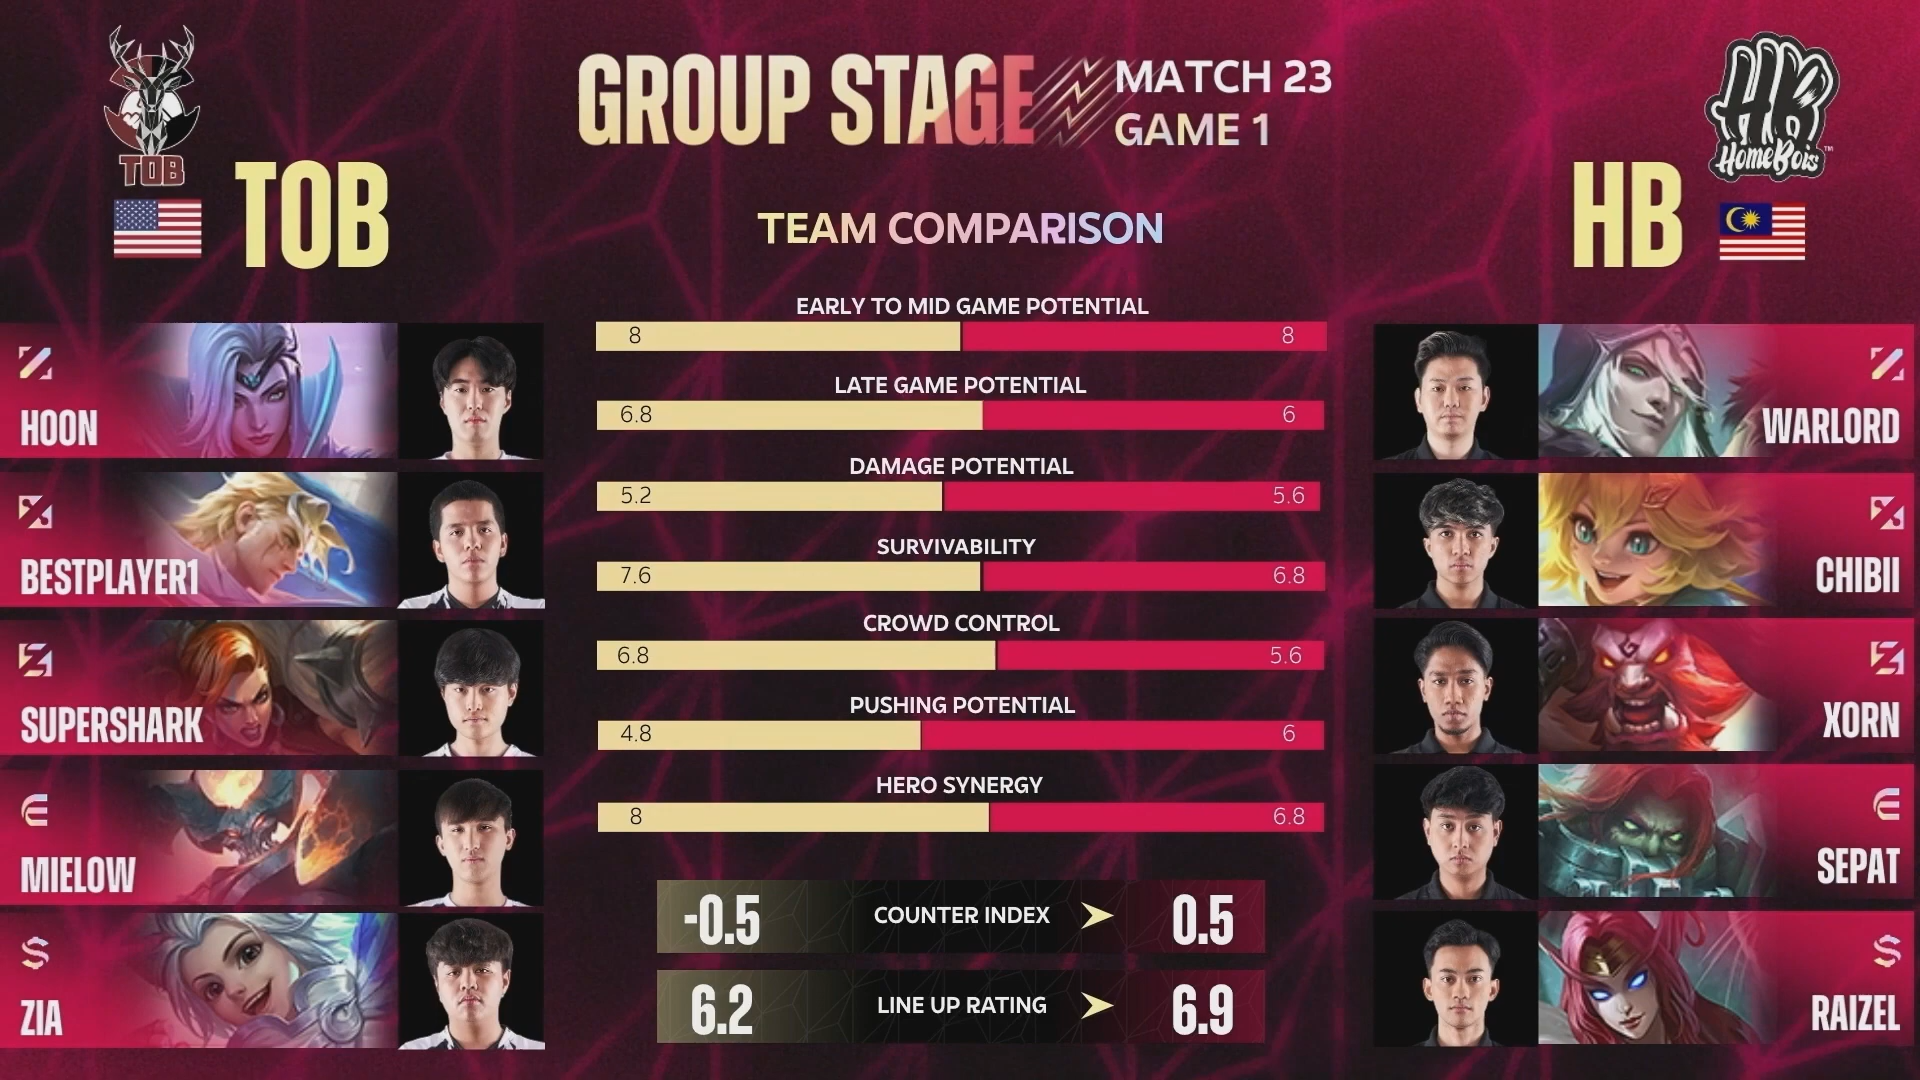 GROUP STAGE
MATCH 23
GAME 1
TOB
TOB
HK
HomeBois™
HB
TEAM COMPARISON
EARLY TO MID GAME POTENTIAL
8 8
LATE GAME POTENTIAL
6.8 6
DAMAGE POTENTIAL
5.2 5.6
SURVIVABILITY
7.6 6.8
CROWD CONTROL
6.8 5.6
PUSHING POTENTIAL
4.8 6
HERO SYNERGY
8 6.8
-0.5 COUNTER INDEX 0.5
6.2 LINE UP RATING 6.9
HOON
BESTPLAYER1
SUPERSHARK
MIELOW
ZIA
WARLORD
CHIBII
XORN
SEPAT
RAIZEL